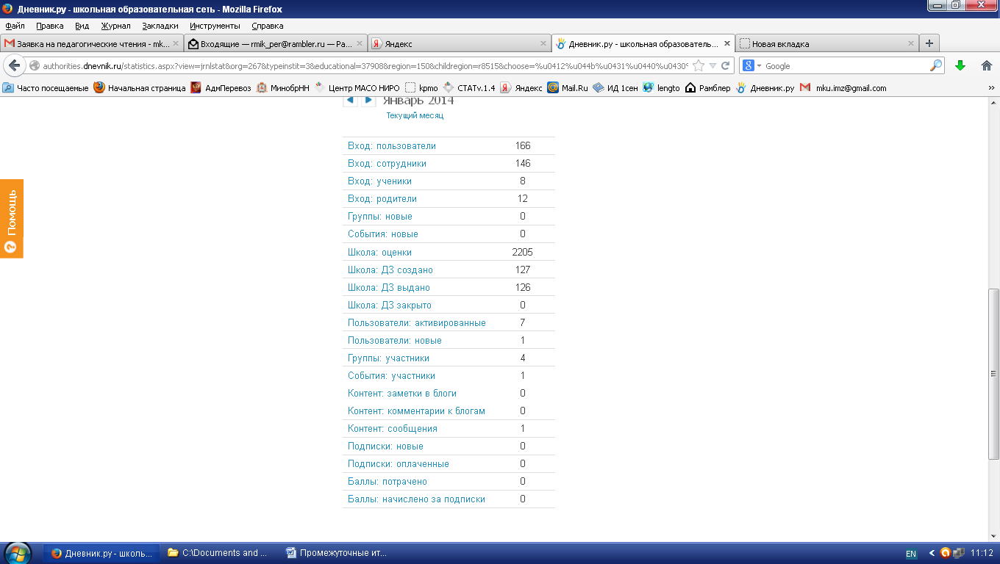 Дневник.ру - школьная образовательная сеть - Mozilla Firefox
Файл Правка Вид Журнал Закладки Инструменты Справка
Заявка на педагогические чтения - mk... Входящие — rmik_per@rambler.ru — Ра... Яндекс Дневник.ру - школьная образователь... Новая вкладка
authorities.dnevnik.ru/statistics.aspx?view=jrnlstat&org=267&typeinstit=3&educational=37908&region=150&childregion=r8515&choose=%u0412%u044b%u0431%u0440%u0430% Google
Часто посещаемые Начальная страница АдмПеревоз МинобрНН Центр МАСО НИРО kpmo СТАТv.1.4 Яндекс Mail.Ru ИД 1сен lengto Рамблер Дневник.ру mku.imz@gmail.com »
Январь 2014
Текущий месяц
Вход: пользователи 166
Вход: сотрудники 146
Вход: ученики 8
Вход: родители 12
Группы: новые 0
События: новые 0
Школа: оценки 2205
Школа: ДЗ создано 127
Школа: ДЗ выдано 126
Школа: ДЗ закрыто 0
Пользователи: активированные 7
Пользователи: новые 1
Группы: участники 4
События: участники 1
Контент: заметки в блоги 0
Контент: комментарии к блогам 0
Контент: сообщения 1
Подписки: новые 0
Подписки: оплаченные 0
Баллы: потрачено 0
Баллы: начислено за подписки 0
Помощь
Дневник.ру - школь... C:\Documents and ... Промежуточные ит... EN 11:12